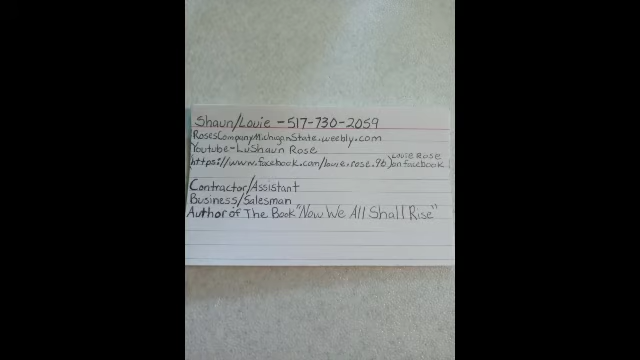 Shaun/Louie - 517-730-2059
RosesCompanyMichiganState.weebly.com
Youtube-LuShaun Rose
https://www.facebook.com/louie.rose.96) Louie Rose on facebook
Contractor/Assistant
Business/Salesman
Author of The Book "Now We All Shall Rise"